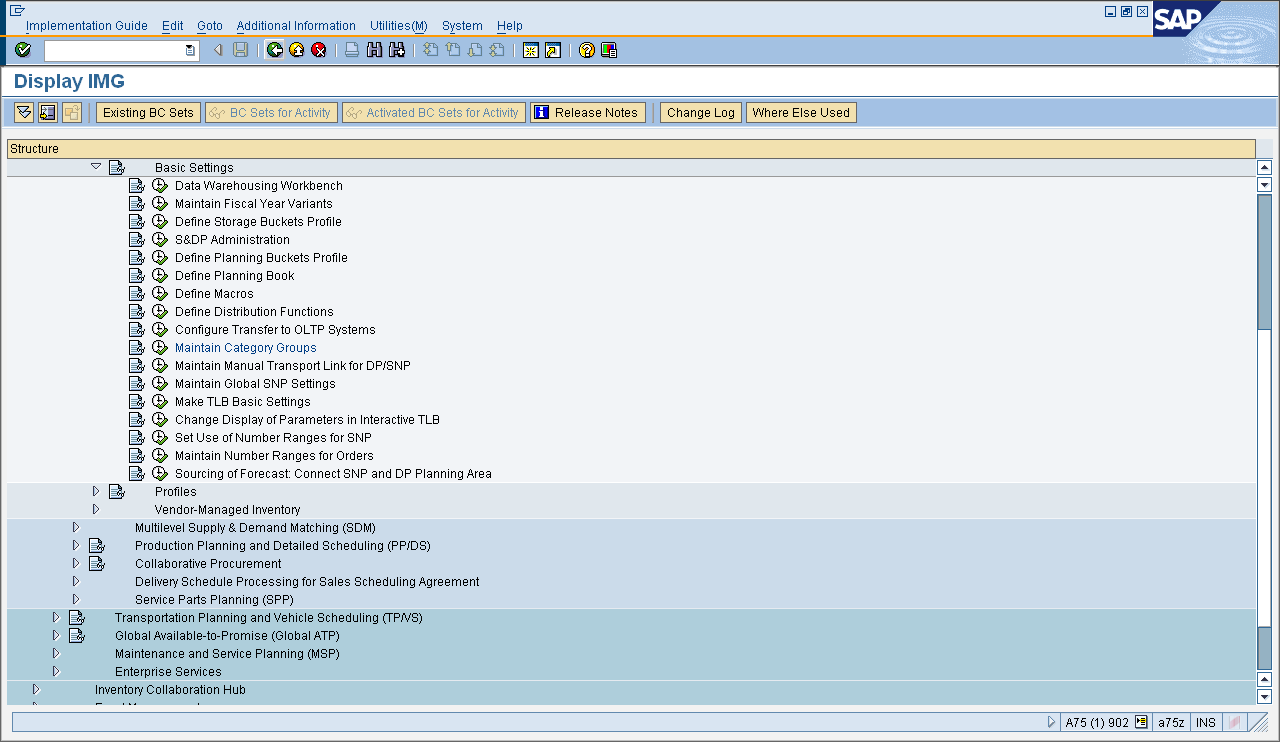 Implementation Guide Edit Goto Additional Information Utilities(M) System Help
SAP
Display IMG
Existing BC Sets BC Sets for Activity Activated BC Sets for Activity Release Notes Change Log Where Else Used
Structure
Basic Settings
Data Warehousing Workbench
Maintain Fiscal Year Variants
Define Storage Buckets Profile
S&DP Administration
Define Planning Buckets Profile
Define Planning Book
Define Macros
Define Distribution Functions
Configure Transfer to OLTP Systems
Maintain Category Groups
Maintain Manual Transport Link for DP/SNP
Maintain Global SNP Settings
Make TLB Basic Settings
Change Display of Parameters in Interactive TLB
Set Use of Number Ranges for SNP
Maintain Number Ranges for Orders
Sourcing of Forecast: Connect SNP and DP Planning Area
Profiles
Vendor-Managed Inventory
Multilevel Supply & Demand Matching (SDM)
Production Planning and Detailed Scheduling (PP/DS)
Collaborative Procurement
Delivery Schedule Processing for Sales Scheduling Agreement
Service Parts Planning (SPP)
Transportation Planning and Vehicle Scheduling (TP/VS)
Global Available-to-Promise (Global ATP)
Maintenance and Service Planning (MSP)
Enterprise Services
Inventory Collaboration Hub
A75 (1) 902 a75z INS